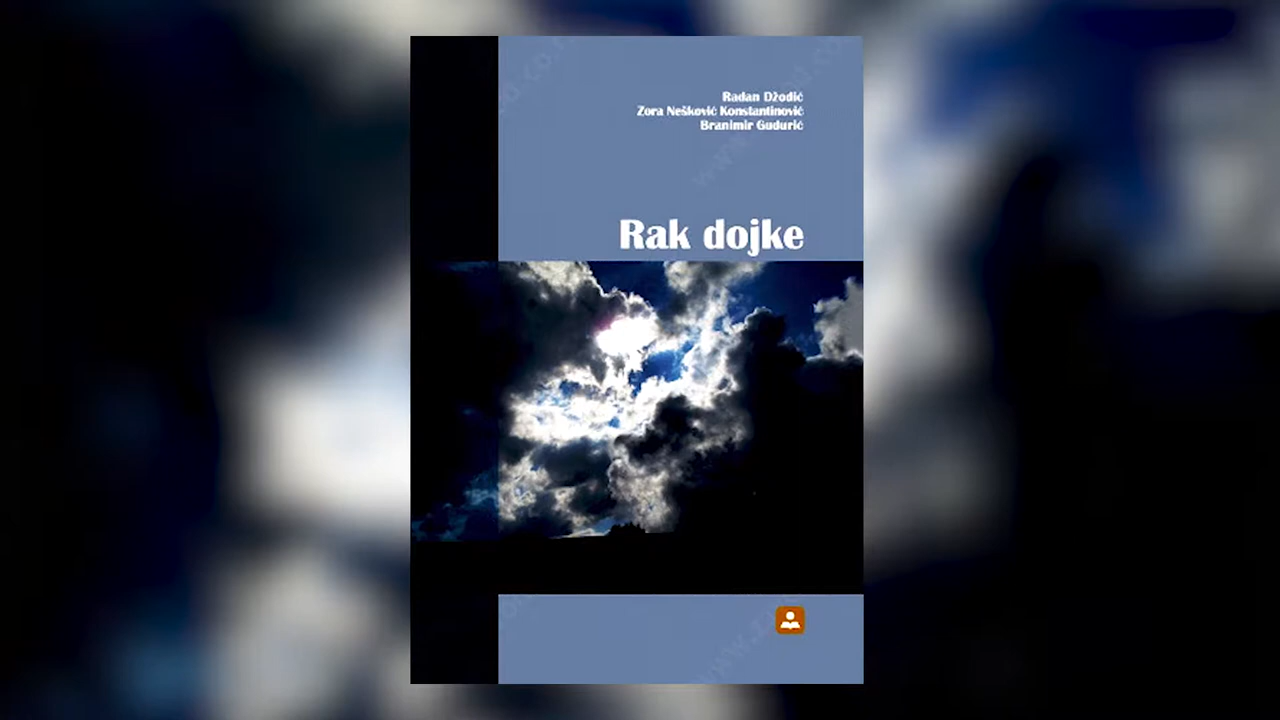 Radan Džodić
Zora Nešković Konstantinović
Branimir Gudurić
Rak dojke